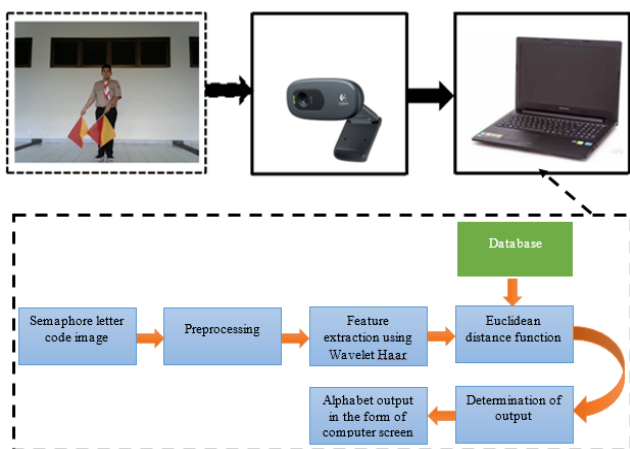 Database
Semaphore letter
code image
Preprocessing
Feature
extraction using
Wavelet Haar
Euclidean
distance function
Alphabet output
in the form of
computer screen
Determination of
output